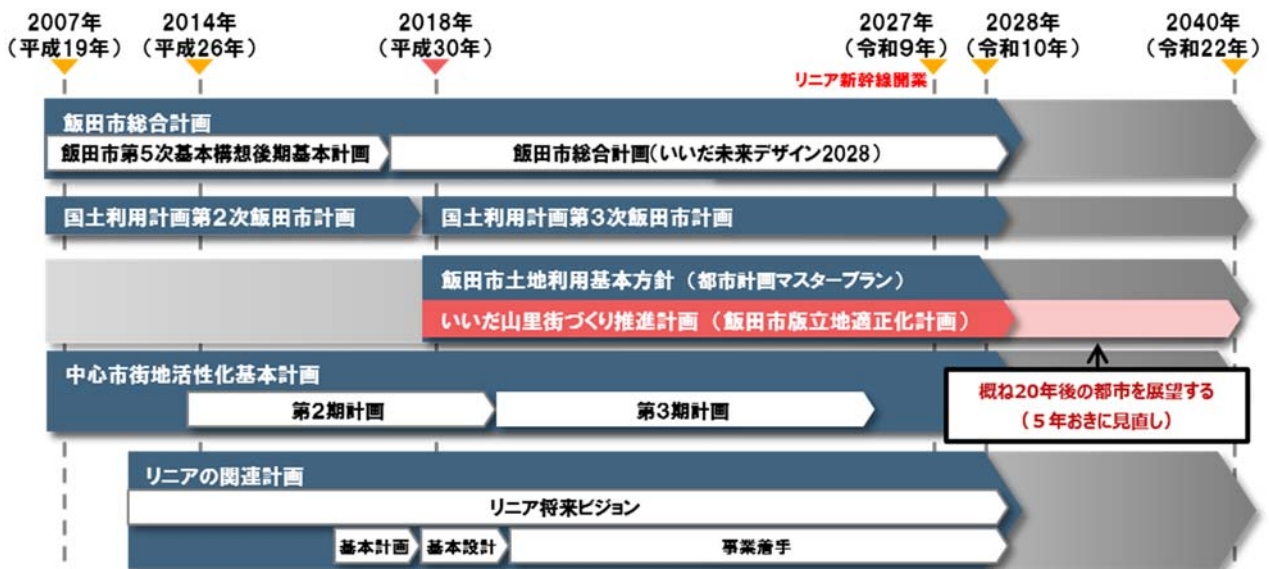 2007年
(平成19年)
2014年
(平成26年)
2018年
(平成30年)
2027年
(令和9年)
2028年
(令和10年)
2040年
(令和22年)
リニア新幹線開業
飯田市総合計画
飯田市第5次基本構想後期基本計画
飯田市総合計画(いいだ未来デザイン2028)
国土利用計画第2次飯田市計画
国土利用計画第3次飯田市計画
飯田市土地利用基本方針(都市計画マスタープラン)
いいだ山里街づくり推進計画(飯田市版立地適正化計画)
中心市街地活性化基本計画
第2期計画
第3期計画
概ね20年後の都市を展望する
(5年おきに見直し)
リニアの関連計画
リニア将来ビジョン
基本計画
基本設計
事業着手